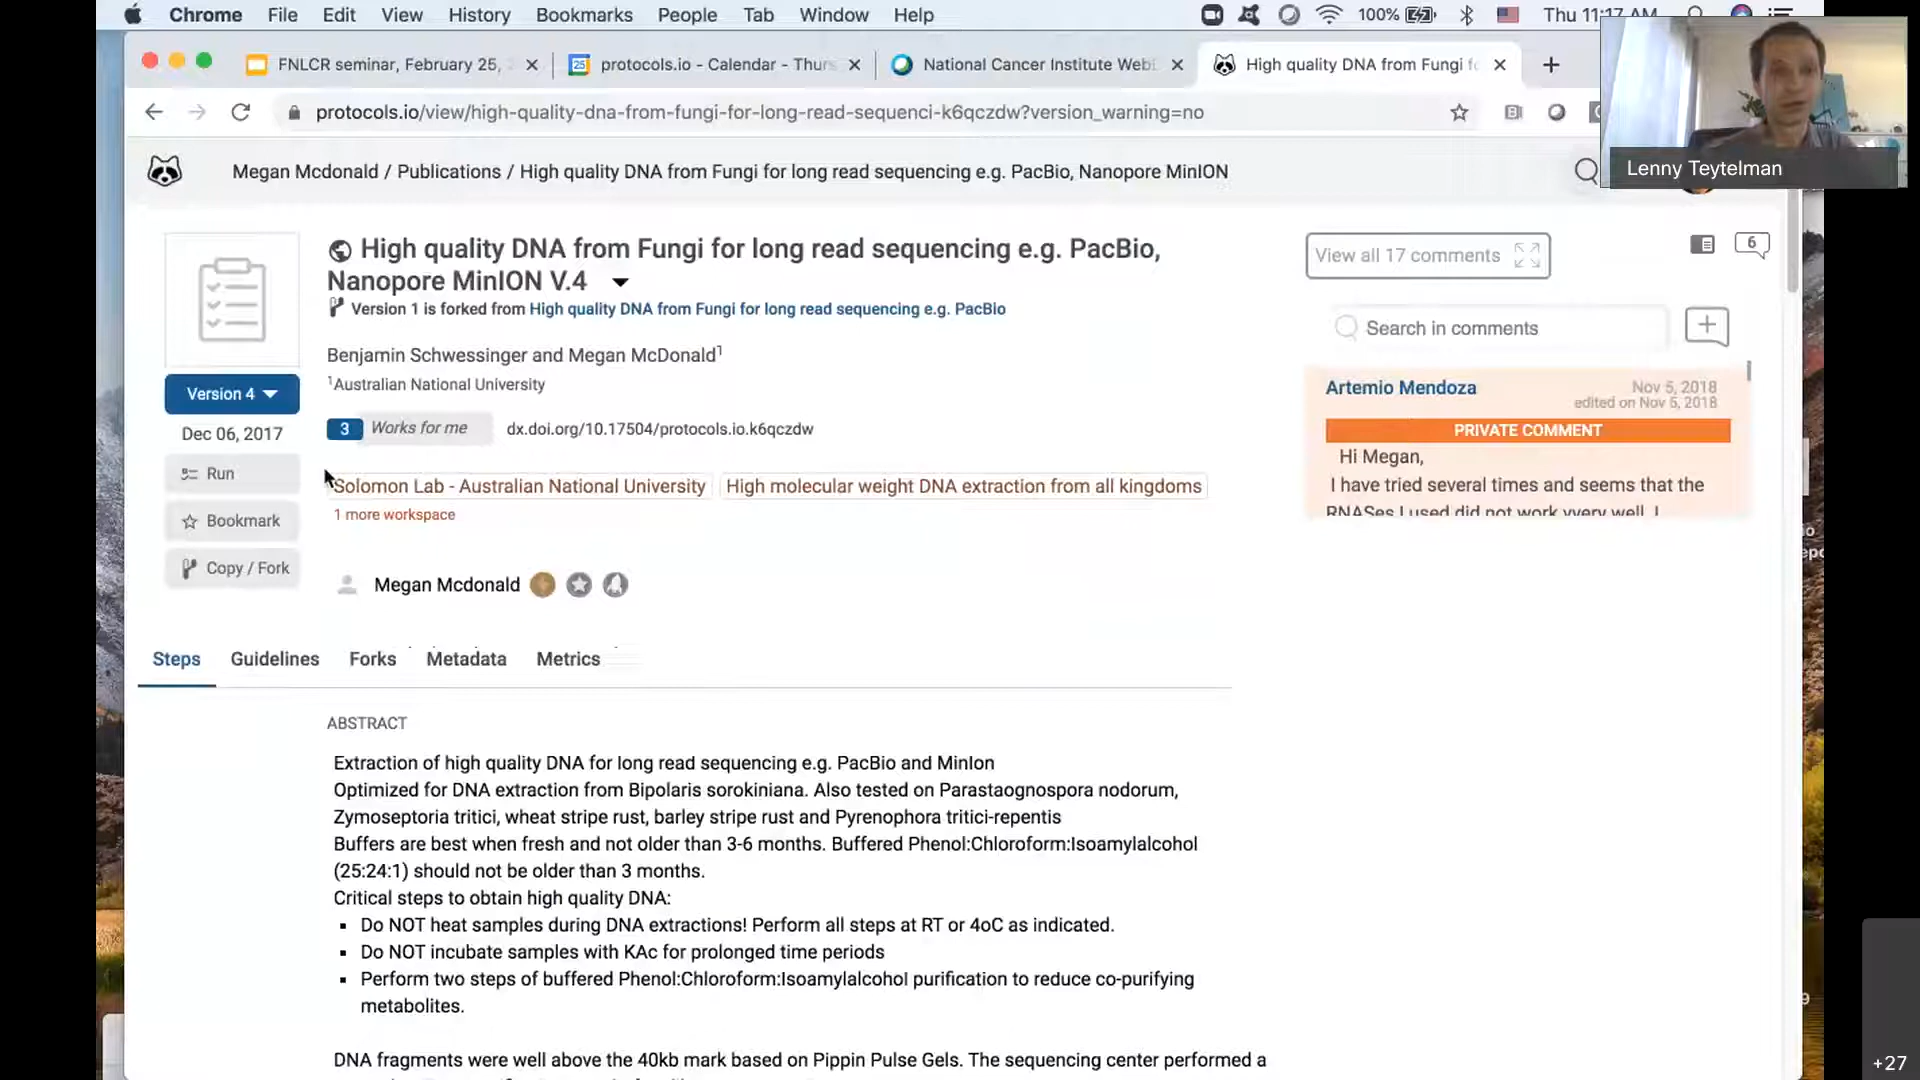 Chrome File Edit View History Bookmarks People Tab Window Help 100% Thu 11:17 AM
FNLCR seminar, February 25, protocols.io - Calendar - Thurs National Cancer Institute Web High quality DNA from Fungi fo
protocols.io/view/high-quality-dna-from-fungi-for-long-read-sequenci-k6qczdw?version_warning=no
Lenny Teytelman
Megan Mcdonald / Publications / High quality DNA from Fungi for long read sequencing e.g. PacBio, Nanopore MinION
High quality DNA from Fungi for long read sequencing e.g. PacBio,
Nanopore MinION V.4
Version 1 is forked from High quality DNA from Fungi for long read sequencing e.g. PacBio
Benjamin Schwessinger and Megan McDonald1
1Australian National University
Version 4
Dec 06, 2017
3 Works for me dx.doi.org/10.17504/protocols.io.k6qczdw
Run
Bookmark
Copy / Fork
Solomon Lab - Australian National University High molecular weight DNA extraction from all kingdoms
1 more workspace
Megan Mcdonald
View all 17 comments
6
Search in comments
Artemio Mendoza Nov 5, 2018
edited on Nov 5, 2018
PRIVATE COMMENT
Hi Megan,
I have tried several times and seems that the
RNASes I used did not work vvery well. I
Steps Guidelines Forks Metadata Metrics
ABSTRACT
Extraction of high quality DNA for long read sequencing e.g. PacBio and MinIon
Optimized for DNA extraction from Bipolaris sorokiniana. Also tested on Parastaognospora nodorum,
Zymoseptoria tritici, wheat stripe rust, barley stripe rust and Pyrenophora tritici-repentis
Buffers are best when fresh and not older than 3-6 months. Buffered Phenol:Chloroform:Isoamylalcohol
(25:24:1) should not be older than 3 months.
Critical steps to obtain high quality DNA:
▪ Do NOT heat samples during DNA extractions! Perform all steps at RT or 4oC as indicated.
▪ Do NOT incubate samples with KAc for prolonged time periods
▪ Perform two steps of buffered Phenol:Chloroform:Isoamylalcohol purification to reduce co-purifying
metabolites.
DNA fragments were well above the 40kb mark based on Pippin Pulse Gels. The sequencing center performed a
+27